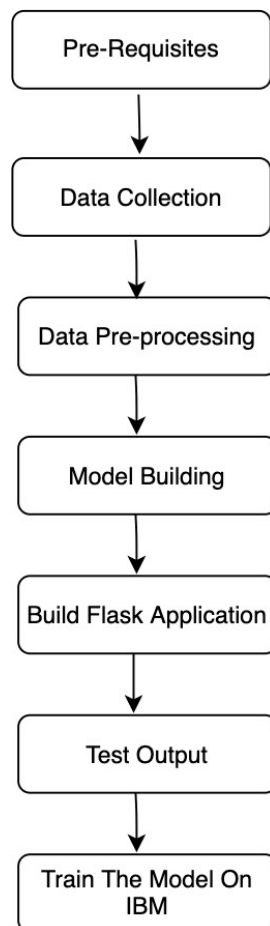 Pre-Requisites
Data Collection
Data Pre-processing
Model Building
Build Flask Application
Test Output
Train The Model On
IBM